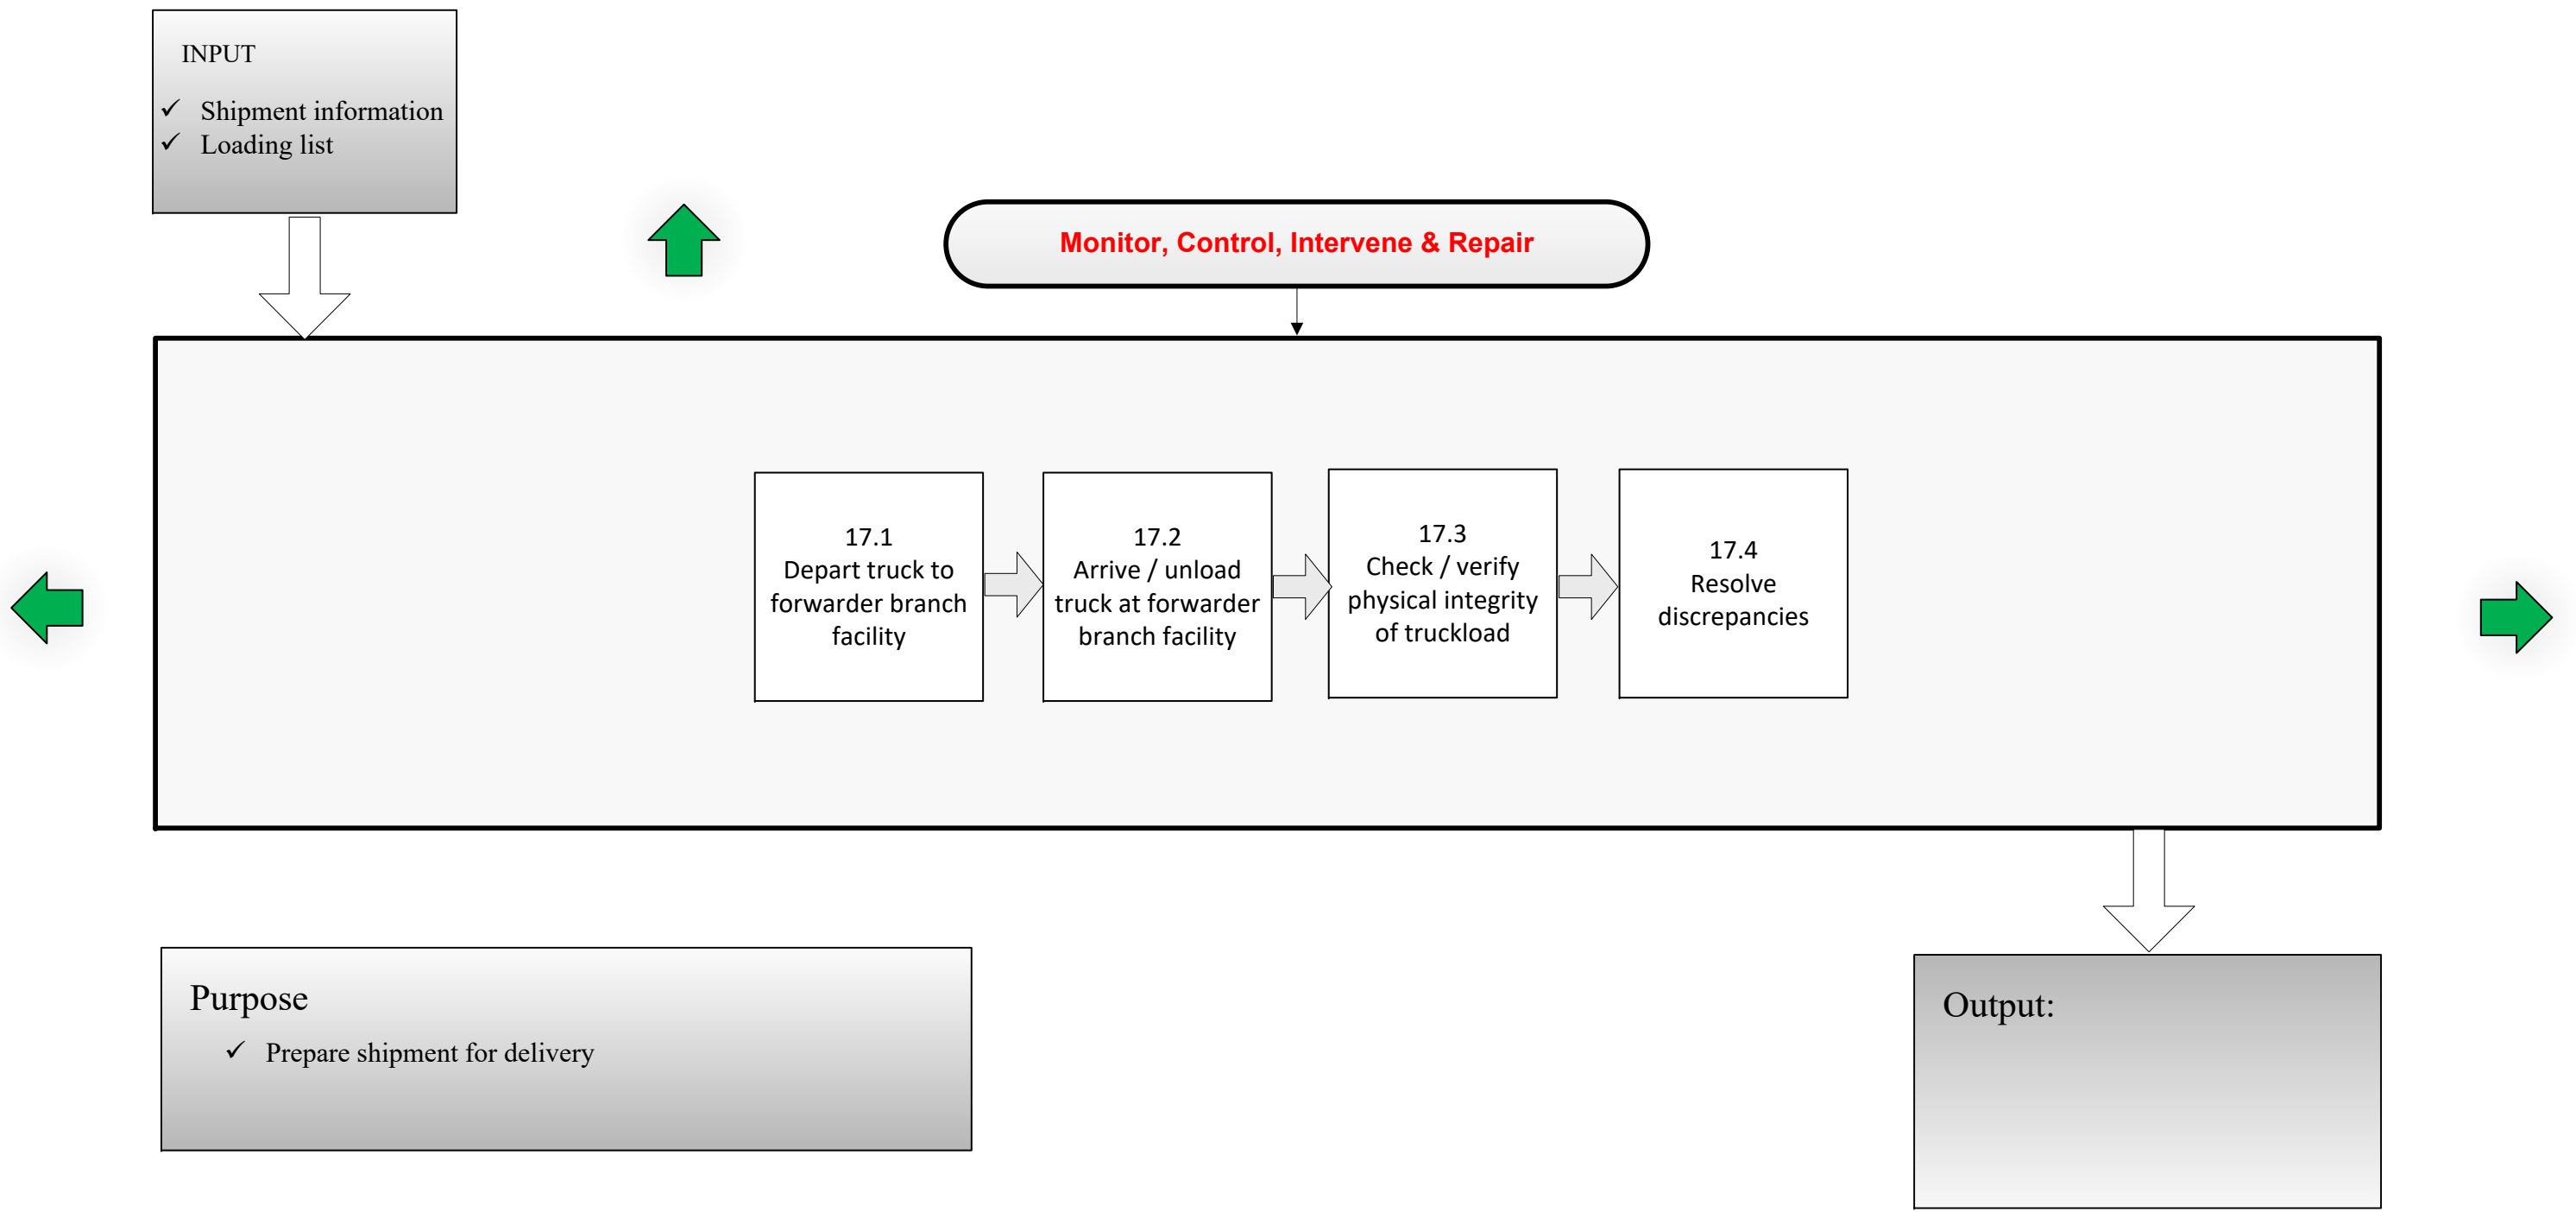 INPUT
✓ Shipment information
✓ Loading list
Monitor, Control, Intervene & Repair
17.1
Depart truck to
forwarder branch
facility
17.2
Arrive / unload
truck at forwarder
branch facility
17.3
Check / verify
physical integrity
of truckload
17.4
Resolve
discrepancies
Purpose
✓ Prepare shipment for delivery
Output: